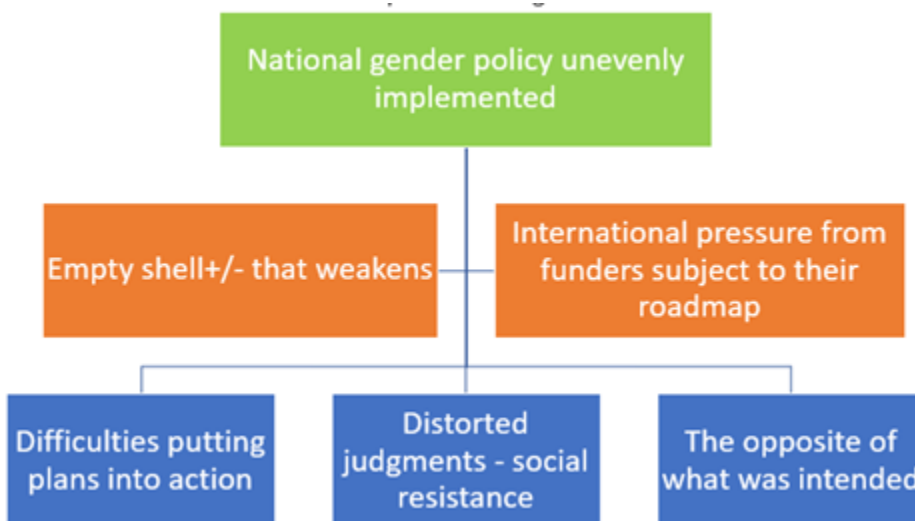 National gender policy unevenly
implemented
Empty shell+/- that weakens
International pressure from
funders subject to their
roadmap
Difficulties putting
plans into action
Distorted
judgments - social
resistance
The opposite of
what was intended